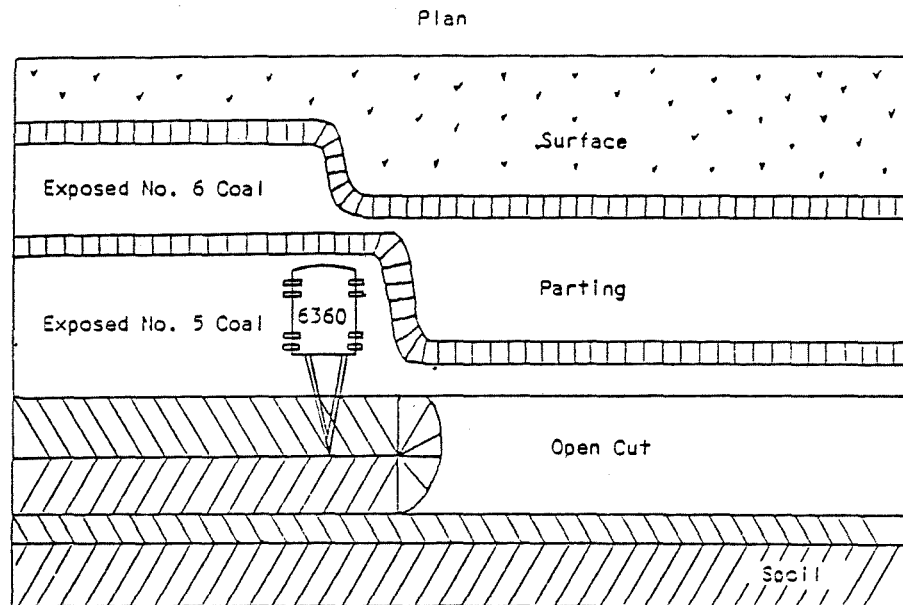 Plan
Surface
Exposed No. 6 Coal
Parting
Exposed No. 5 Coal
6360
Open Cut
Spoil